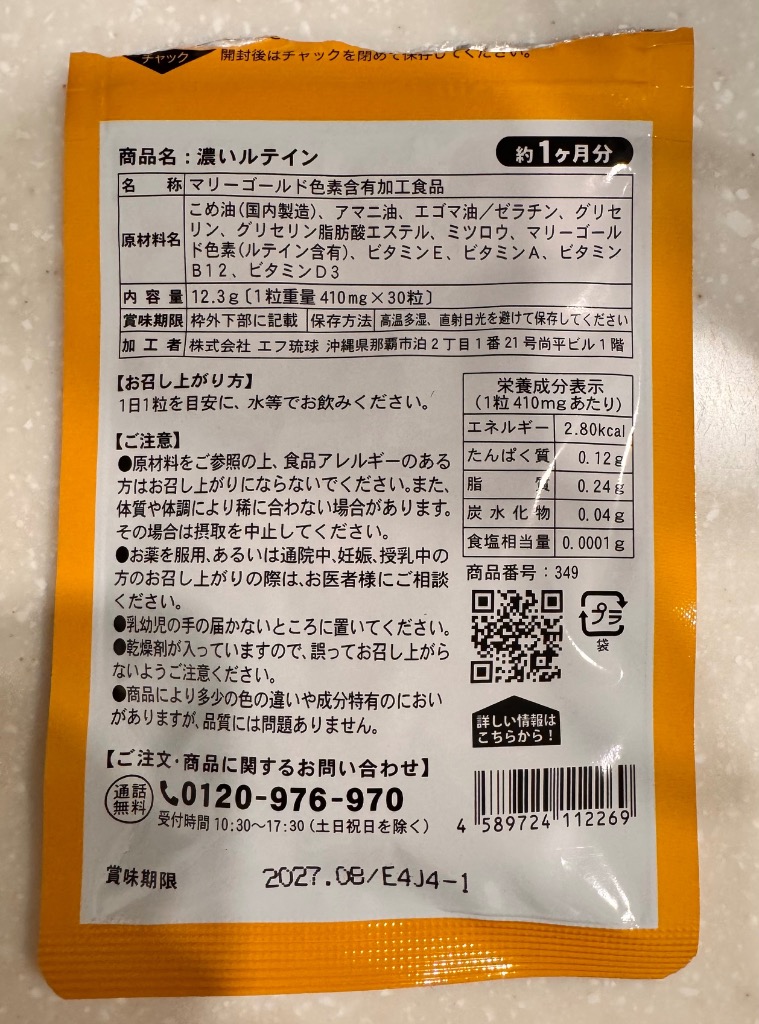 チャック
開封後はチャックを閉めて保存してください。
商品名：濃いルテイン
約1ヶ月分
名 称 マリーゴールド色素含有加工食品
原材料名 こめ油(国内製造)、アマニ油、エゴマ油／ゼラチン、グリセ
リン、グリセリン脂肪酸エステル、ミツロウ、マリーゴール
ド色素(ルテイン含有)、ビタミンE、ビタミンA、ビタミン
B12、ビタミンD3
内容量 12.3g〔1粒重量 410mg×30粒〕
賞味期限 枠外下部に記載 保存方法 高温多湿、直射日光を避けて保存してください
加工者 株式会社 エフ琉球 沖縄県那覇市泊2丁目1番21号尚平ビル1階
【お召し上がり方】
1日1粒を目安に、水等でお飲みください。
【ご注意】
●原材料をご参照の上、食品アレルギーのある
方はお召し上がりにならないでください。また、
体質や体調により稀に合わない場合があります。
その場合は摂取を中止してください。
●お薬を服用、あるいは通院中、妊娠、授乳中の
方のお召し上がりの際は、お医者様にご相談
ください。
●乳幼児の手の届かないところに置いてください。
●乾燥剤が入っていますので、誤ってお召し上がら
ないようご注意ください。
●商品により多少の色の違いや成分特有のにおい
がありますが、品質には問題ありません。
栄養成分表示
(1粒410mgあたり)
エネルギー 2.80kcal
たんぱく質 0.12g
脂質 0.24g
炭水化物 0.04g
食塩相当量 0.0001g
商品番号：349
プラ
袋
詳しい情報は
こちらから！
【ご注文・商品に関するお問い合わせ】
通話
無料
0120-976-970
受付時間 10:30〜17:30（土日祝日を除く）
4 589724 112269
賞味期限 2027.08/E4J4-1